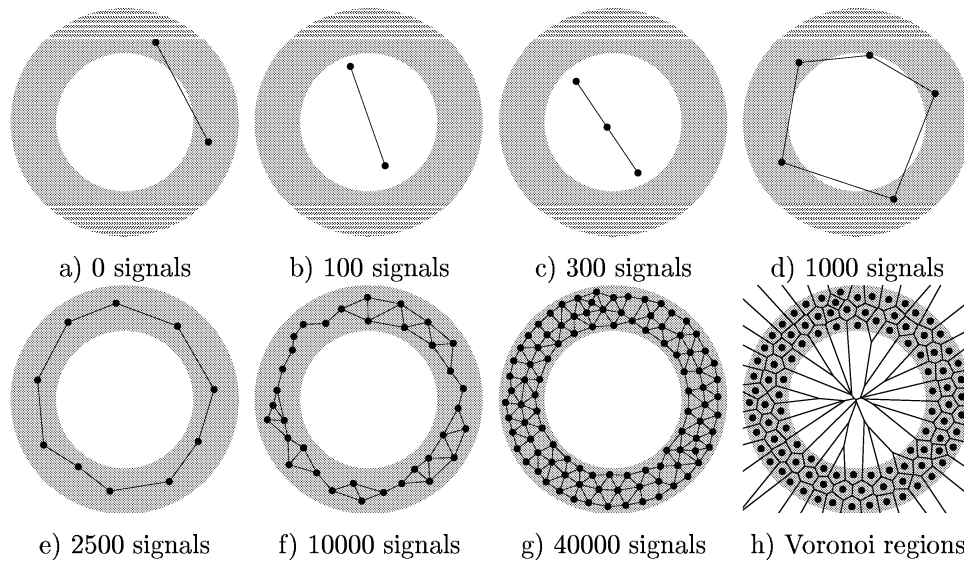 a) 0 signals
b) 100 signals
c) 300 signals
d) 1000 signals
e) 2500 signals
f) 10000 signals
g) 40000 signals
h) Voronoi regions